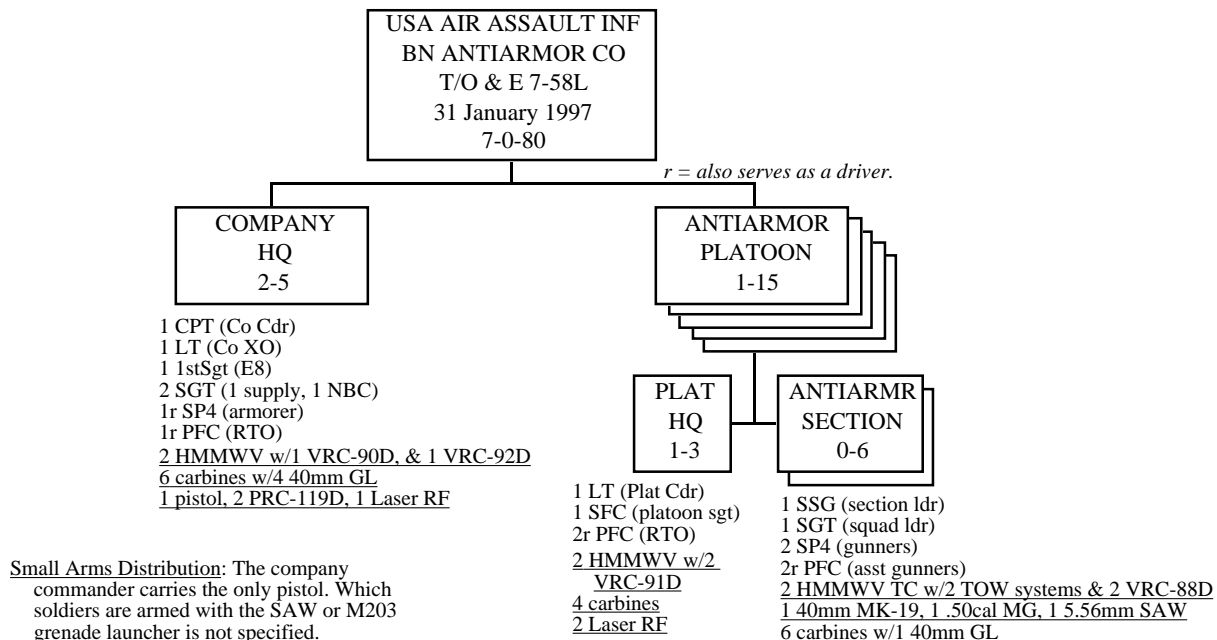 USA AIR ASSAULT INF
BN ANTIARMOR CO
T/O & E 7-58L
31 January 1997
7-0-80
r = also serves as a driver.
COMPANY
HQ
2-5
1 CPT (Co Cdr)
1 LT (Co XO)
1 1stSgt (E8)
2 SGT (1 supply, 1 NBC)
1r SP4 (armorer)
1r PFC (RTO)
2 HMMWV w/1 VRC-90D, & 1 VRC-92D
6 carbines w/4 40mm GL
1 pistol, 2 PRC-119D, 1 Laser RF
ANTIARMOR
PLATOON
1-15
PLAT
HQ
1-3
1 LT (Plat Cdr)
1 SFC (platoon sgt)
2r PFC (RTO)
2 HMMWV w/2
VRC-91D
4 carbines
2 Laser RF
ANTIARMR
SECTION
0-6
1 SSG (section ldr)
1 SGT (squad ldr)
2 SP4 (gunners)
2r PFC (asst gunners)
2 HMMWV TC w/2 TOW systems & 2 VRC-88D
1 40mm MK-19, 1 .50cal MG, 1 5.56mm SAW
6 carbines w/1 40mm GL
Small Arms Distribution: The company
commander carries the only pistol. Which
soldiers are armed with the SAW or M203
grenade launcher is not specified.